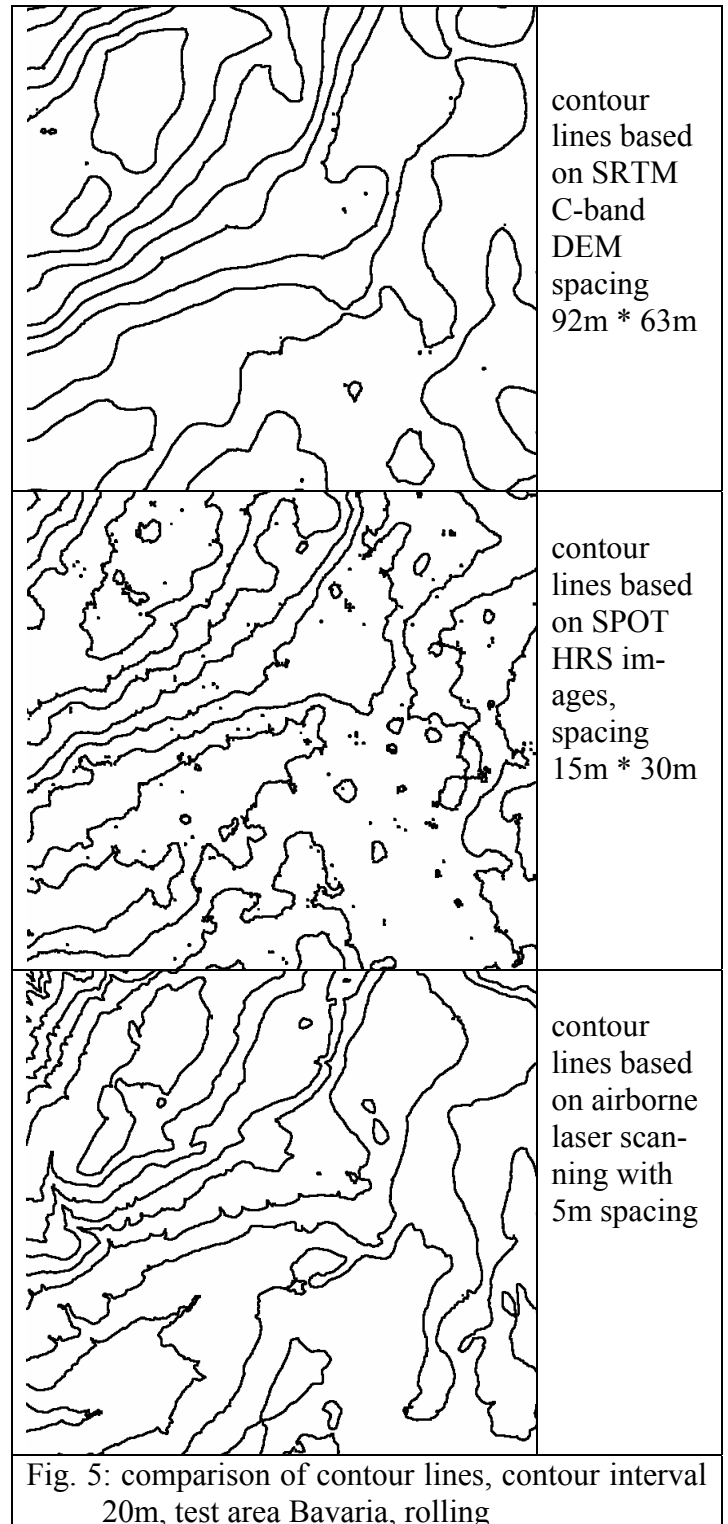 contour
lines based
on SRTM
C-band
DEM
spacing
92m * 63m
contour
lines based
on SPOT
HRS im-
ages,
spacing
15m * 30m
contour
lines based
on airborne
laser scan-
ning with
5m spacing
Fig. 5: comparison of contour lines, contour interval
20m, test area Bavaria, rolling